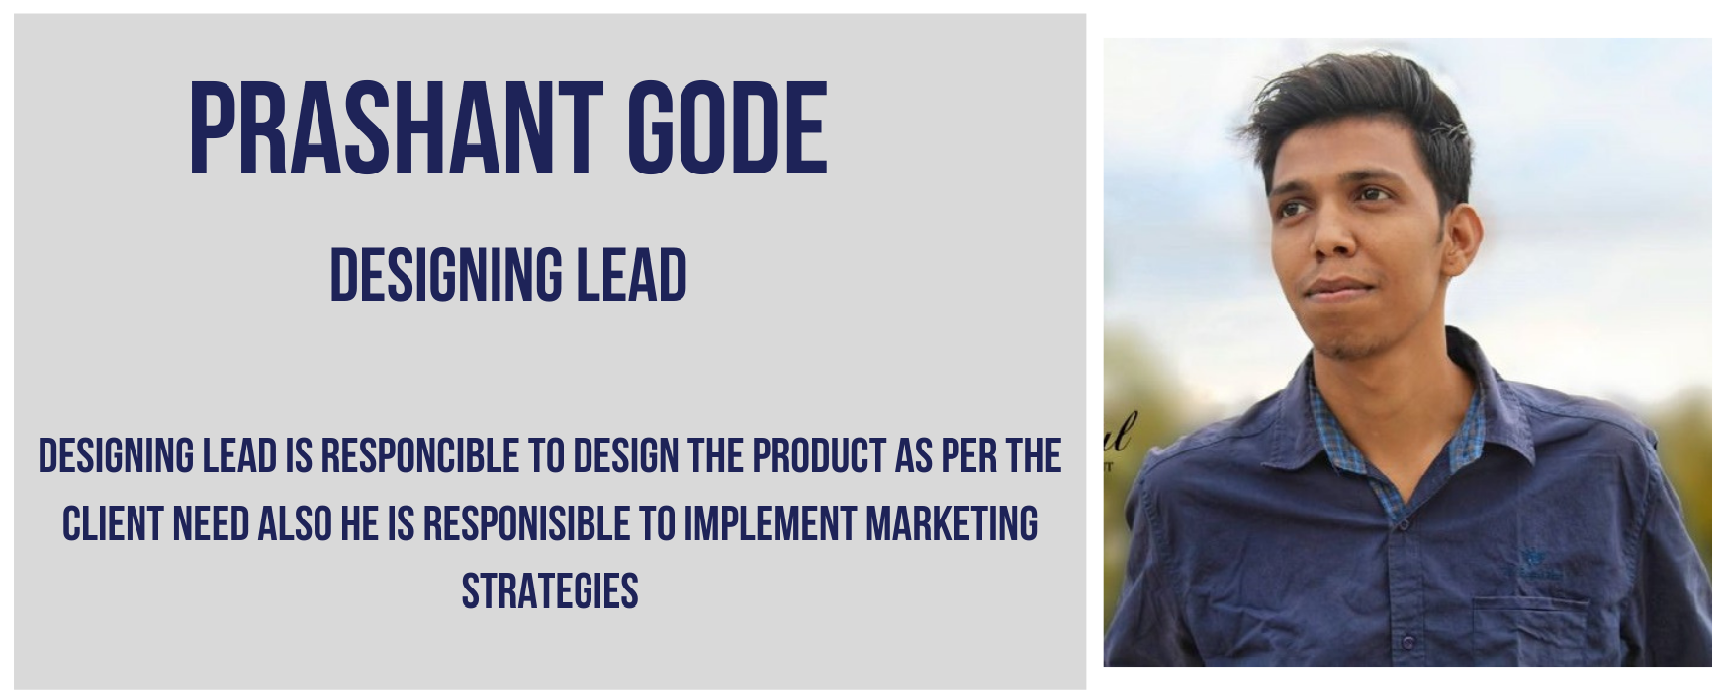 PRASHANT GODE
DESIGNING LEAD
DESIGNING LEAD IS RESPONCIBLE TO DESIGN THE PRODUCT AS PER THE
CLIENT NEED ALSO HE IS RESPONISIBLE TO IMPLEMENT MARKETING
STRATEGIES